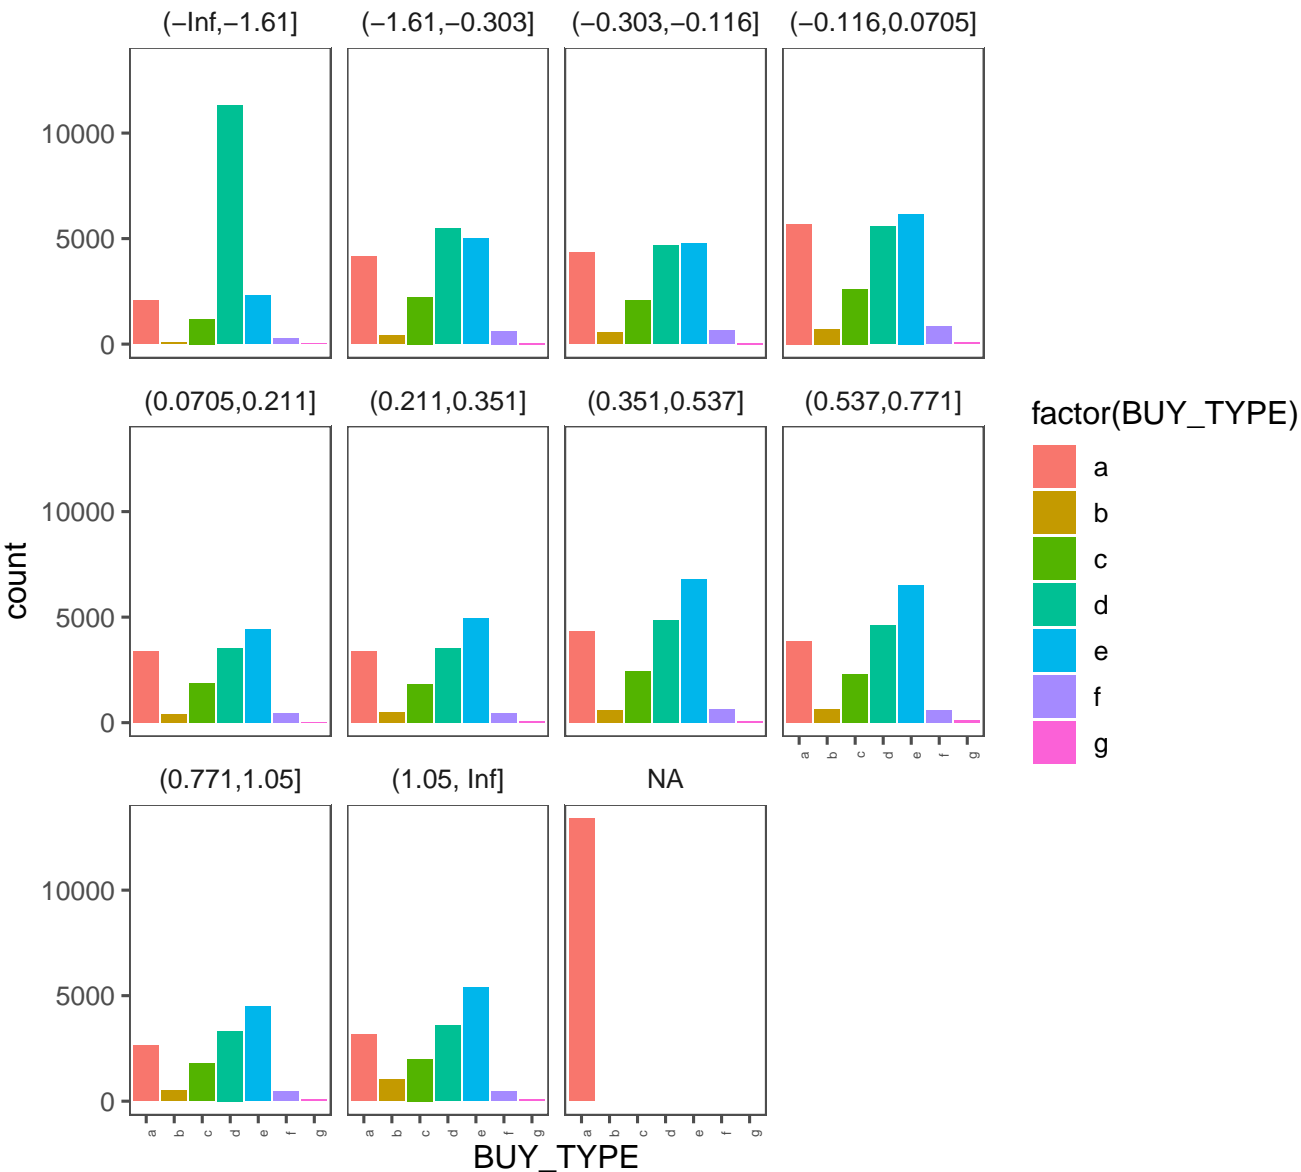 (−Inf,−1.61] (−1.61,−0.303] (−0.303,−0.116] (−0.116,0.0705]
10000
5000
0
(0.0705,0.211] (0.211,0.351] (0.351,0.537] (0.537,0.771]
10000
5000
0
a b c d e f g
(0.771,1.05] (1.05, Inf] NA
10000
5000
0
a b c d e f g a b c d e f g a b c d e f g
BUY_TYPE
count
factor(BUY_TYPE)
a
b
c
d
e
f
g